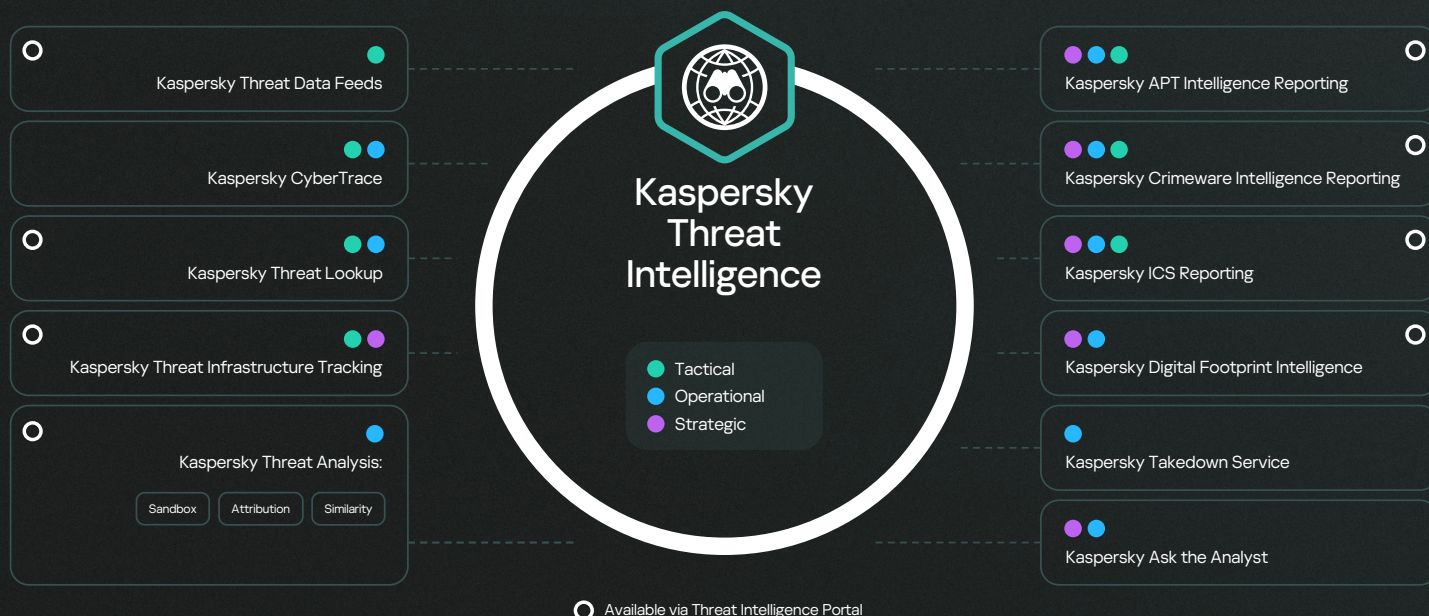 Kaspersky Threat Data Feeds
Kaspersky CyberTrace
Kaspersky Threat Lookup
Kaspersky Threat Infrastructure Tracking
Kaspersky Threat Analysis:
Sandbox
Attribution
Similarity
Kaspersky
Threat
Intelligence
Tactical
Operational
Strategic
Kaspersky APT Intelligence Reporting
Kaspersky Crimeware Intelligence Reporting
Kaspersky ICS Reporting
Kaspersky Digital Footprint Intelligence
Kaspersky Takedown Service
Kaspersky Ask the Analyst
Available via Threat Intelligence Portal